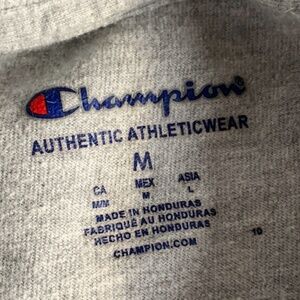 Champion
AUTHENTIC ATHLETICWEAR
M
CA MEX ASIA
M/M M L
MADE IN HONDURAS
FABRIQUÉ AU HONDURAS
HECHO EN HONDURAS
CHAMPION.COM
10